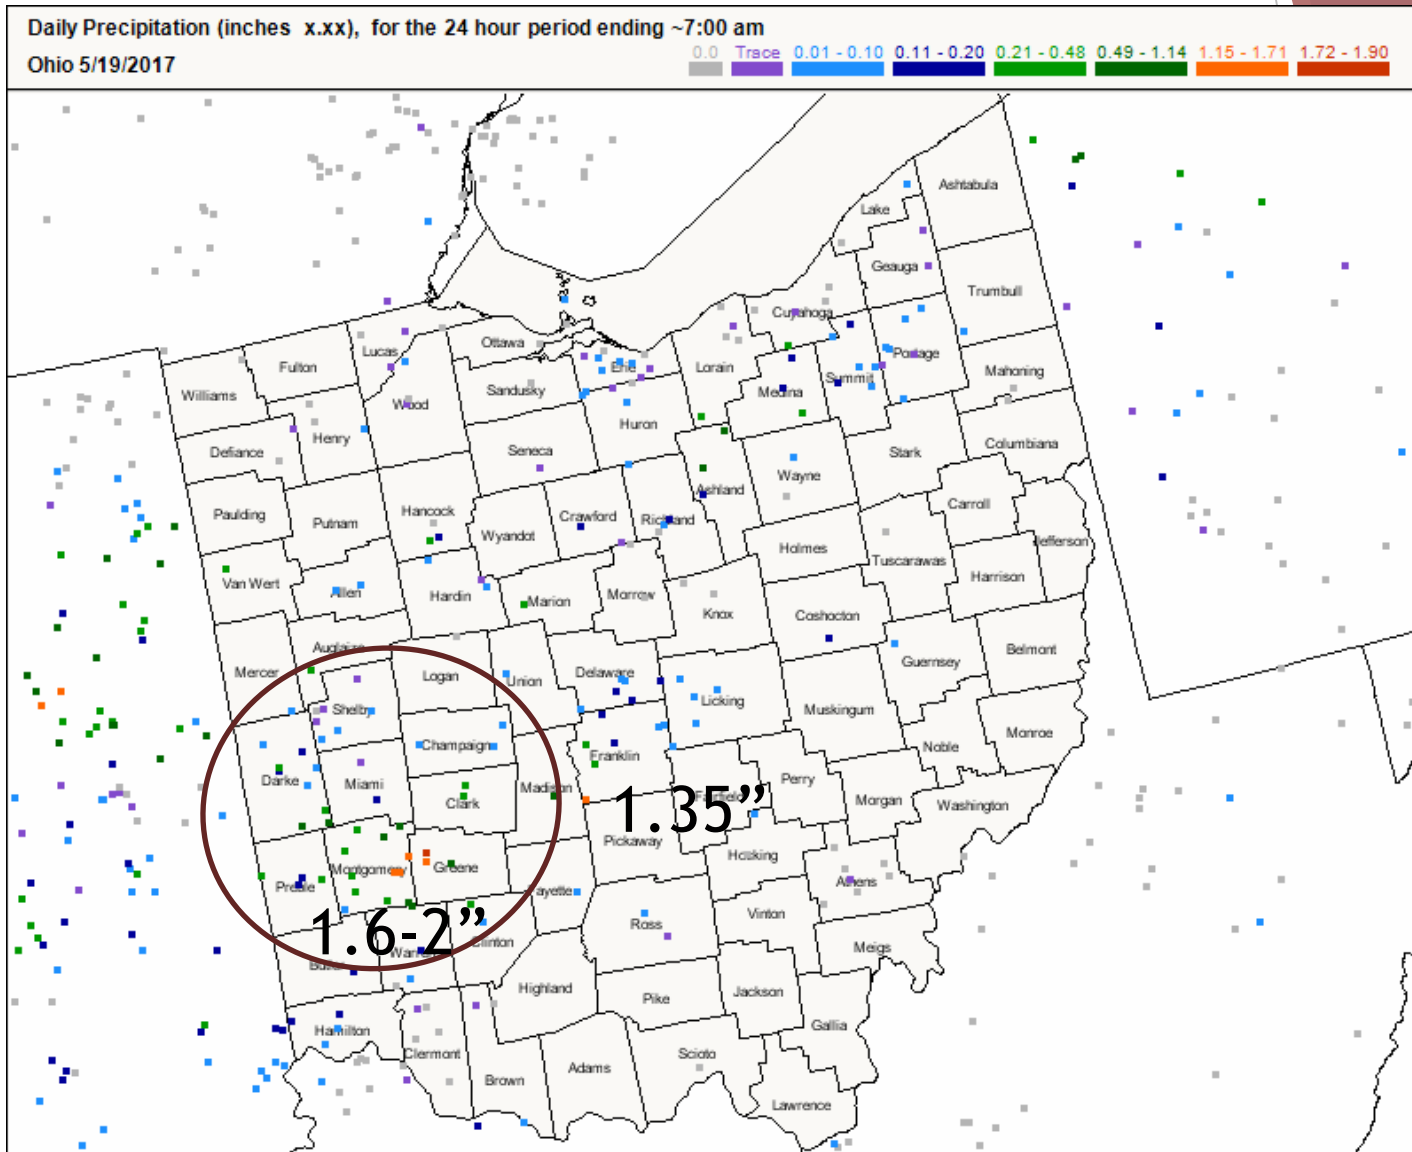 Daily Precipitation (inches x.xx), for the 24 hour period ending ~7:00 am
Ohio 5/19/2017
0.0 Trace 0.01 - 0.10 0.11 - 0.20 0.21 - 0.48 0.49 - 1.14 1.15 - 1.71 1.72 - 1.90
Ashtabula
Lake
Geauga
Trumbull
Cuyahoga
Ottawa
Lucas
Fulton
Williams
Erie
Lorain
Portage
Summit
Mahoning
Sandusky
Medina
Wood
Henry
Huron
Defiance
Seneca
Stark
Columbiana
Wayne
Ashland
Paulding
Putnam
Hancock
Crawford
Richland
Wyandot
Carroll
Jefferson
Holmes
Tuscarawas
Harrison
Van Wert
Allen
Hardin
Marion
Morrow
Knox
Coshocton
Auglaize
Mercer
Logan
Union
Delaware
Licking
Guernsey
Belmont
Shelby
Champaign
Muskingum
Franklin
Noble
Monroe
Darke
Miami
Clark
Madison
Fairfield
Perry
Morgan
Washington
1.35”
Pickaway
Hocking
Preble
Montgomery
Greene
Fayette
Athens
Ross
Vinton
Meigs
1.6-2”
Butler
Warren
Clinton
Highland
Pike
Jackson
Gallia
Hamilton
Clermont
Brown
Adams
Scioto
Lawrence